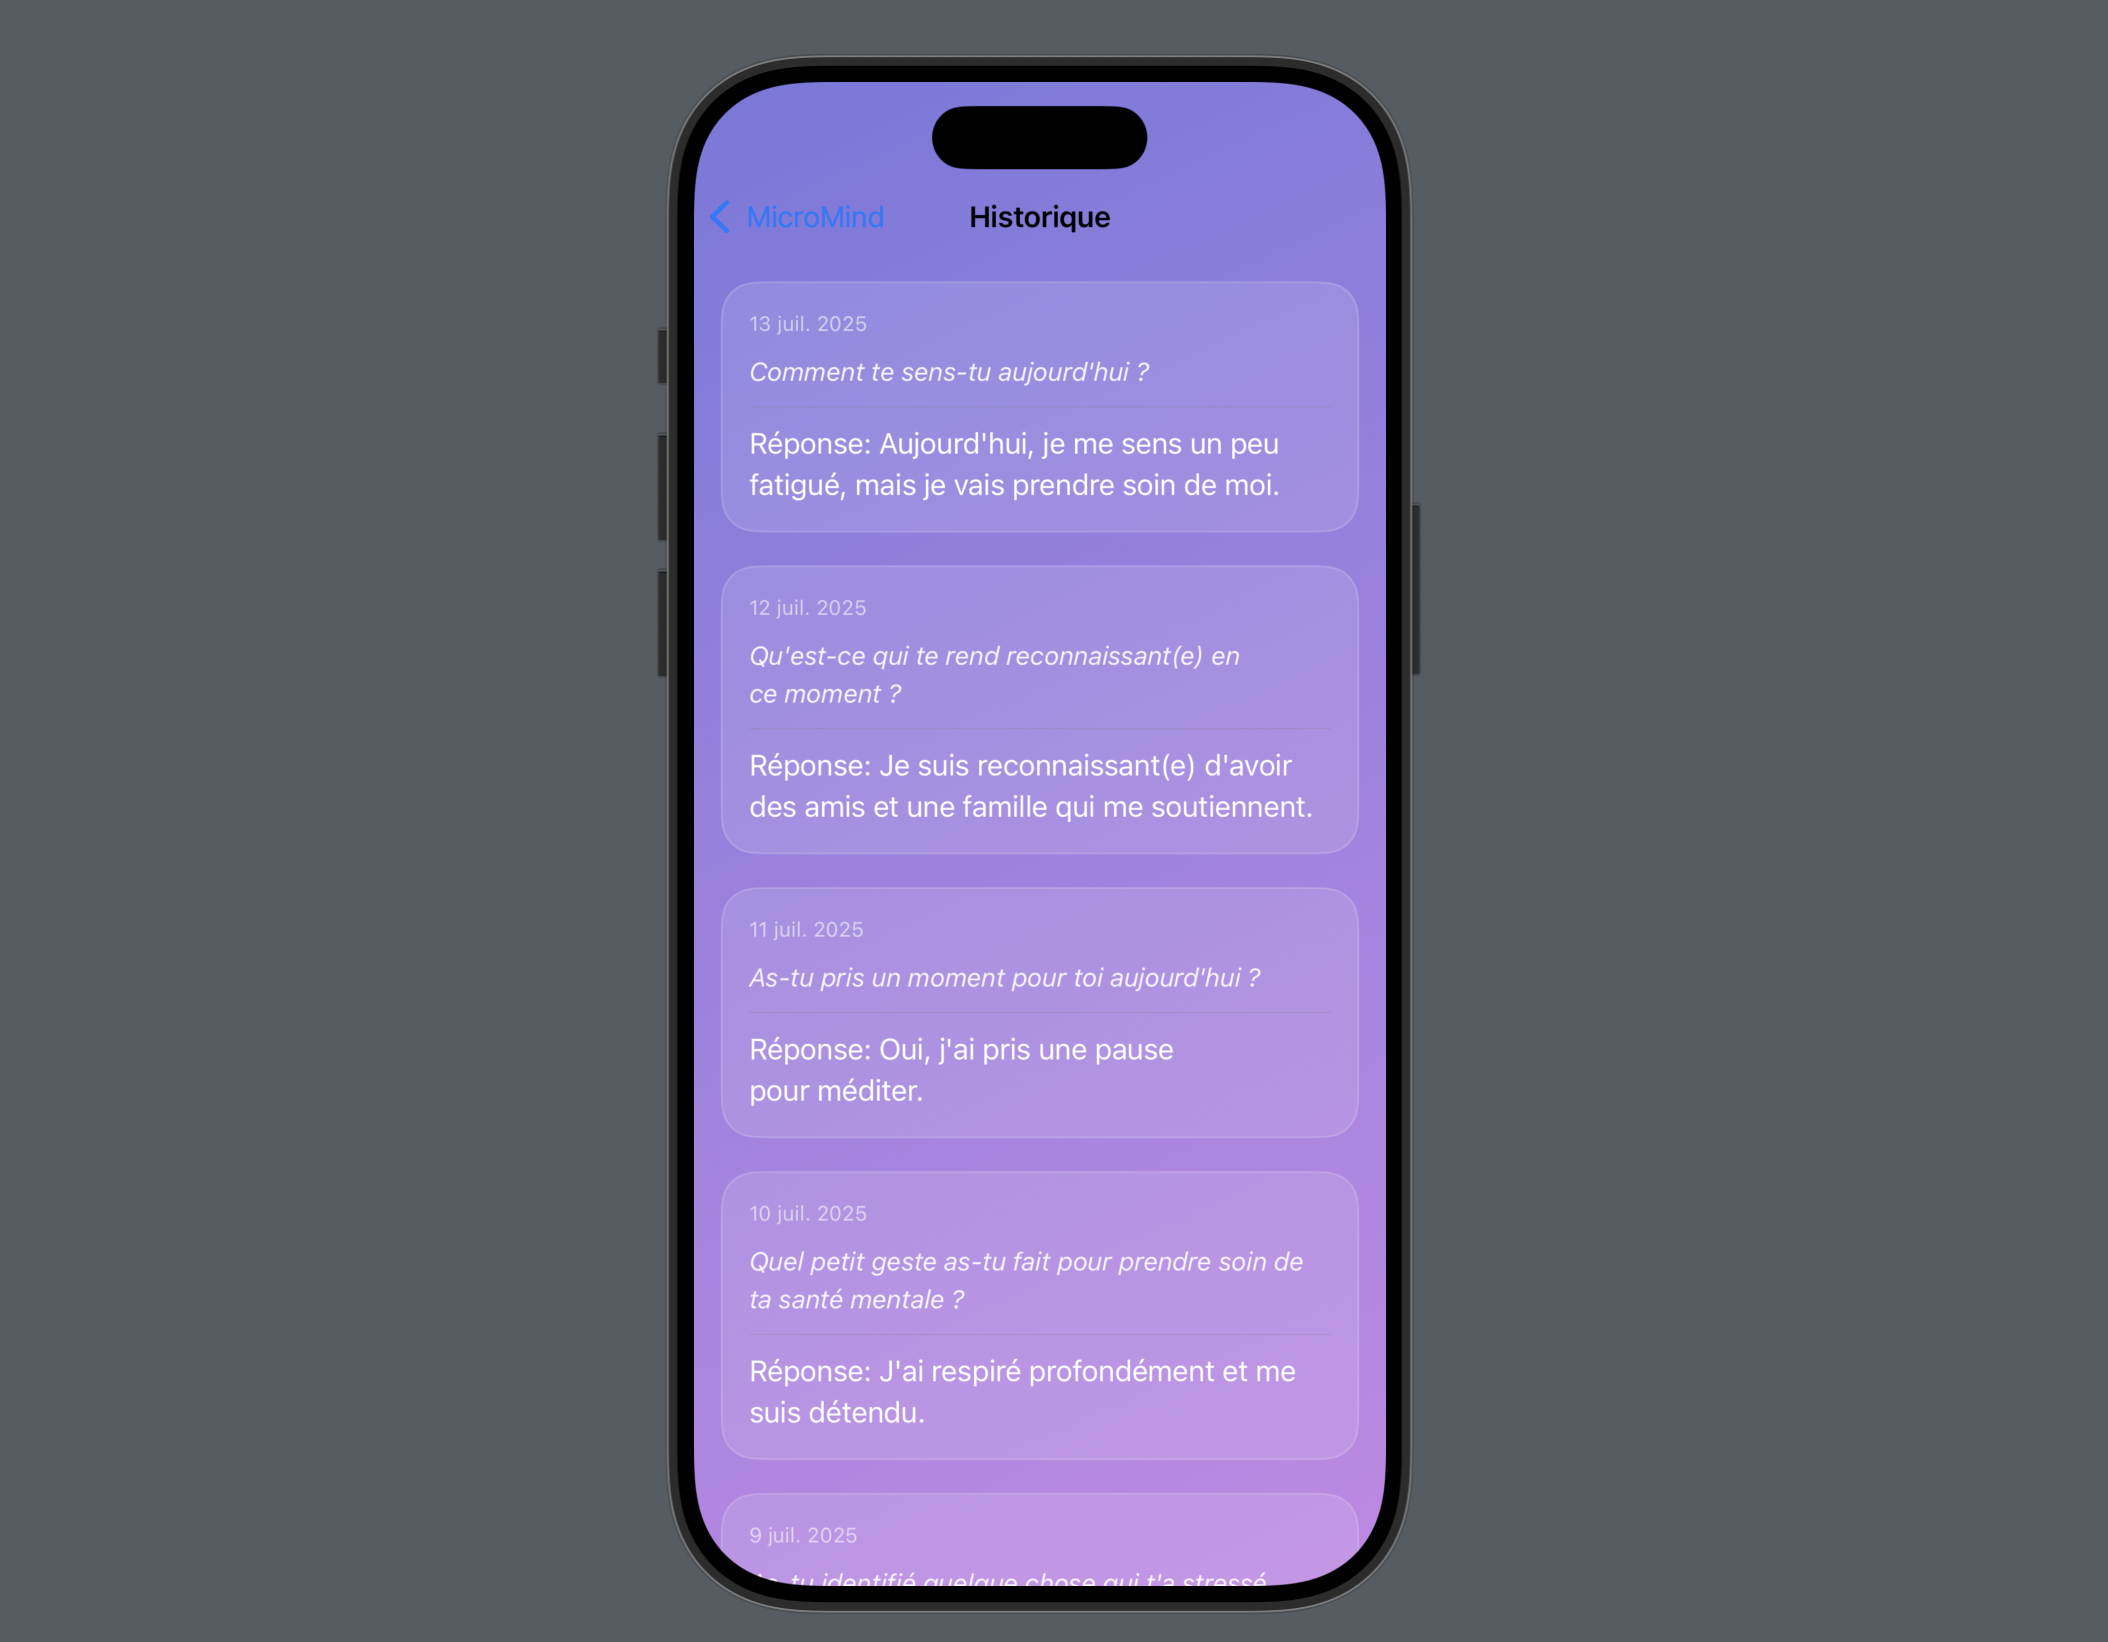 MicroMind
Historique
13 juil. 2025
Comment te sens-tu aujourd'hui ?
Réponse: Aujourd'hui, je me sens un peu
fatigué, mais je vais prendre soin de moi.
12 juil. 2025
Qu'est-ce qui te rend reconnaissant(e) en
ce moment ?
Réponse: Je suis reconnaissant(e) d'avoir
des amis et une famille qui me soutiennent.
11 juil. 2025
As-tu pris un moment pour toi aujourd'hui ?
Réponse: Oui, j'ai pris une pause
pour méditer.
10 juil. 2025
Quel petit geste as-tu fait pour prendre soin de
ta santé mentale ?
Réponse: J'ai respiré profondément et me
suis détendu.
9 juil. 2025
As-tu identifié quelque chose qui t'a stressé